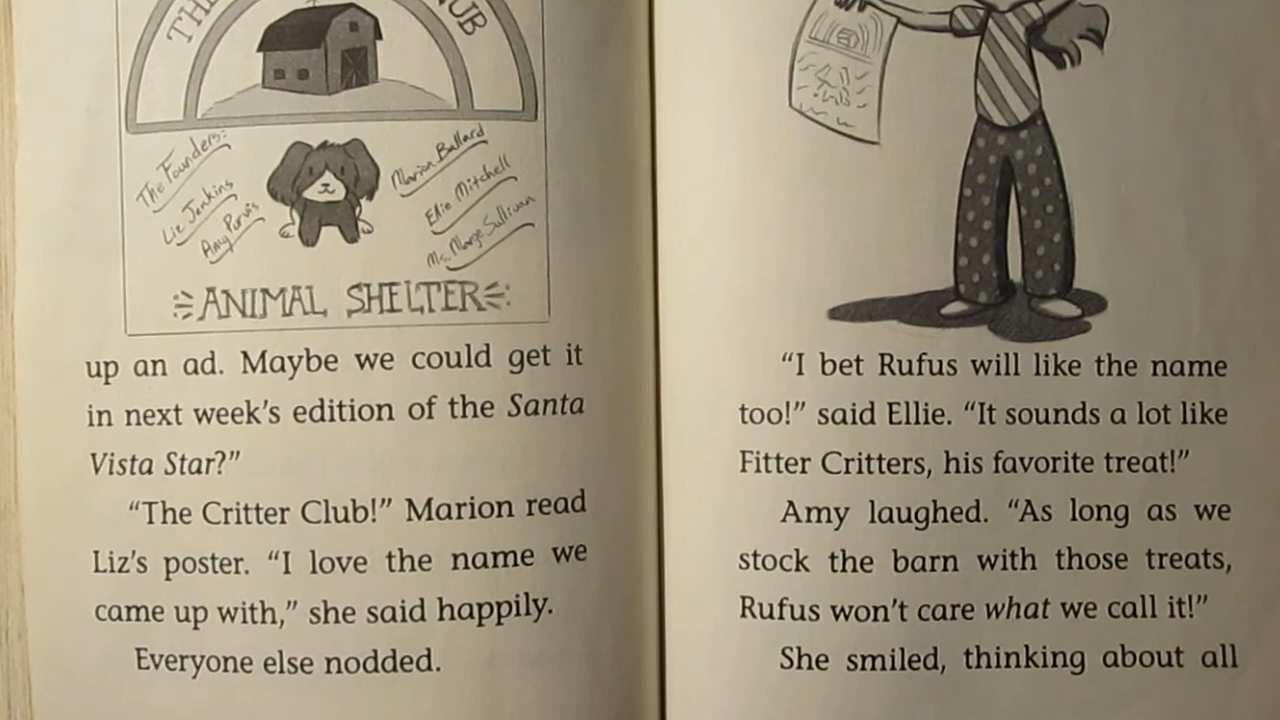 THE
UB
The Founders:
Liz Jenkins
Amy Purvis
Marion Ballard
Ellie Mitchell
Ms. Marge Sullivan
ANIMAL SHELTER
up an ad. Maybe we could get it
in next week's edition of the Santa
Vista Star?”
“The Critter Club!” Marion read
Liz's poster. “I love the name we
came up with,” she said happily.
Everyone else nodded.
“I bet Rufus will like the name
too!” said Ellie. “It sounds a lot like
Fitter Critters, his favorite treat!”
Amy laughed. “As long as we
stock the barn with those treats,
Rufus won't care what we call it!”
She smiled, thinking about all